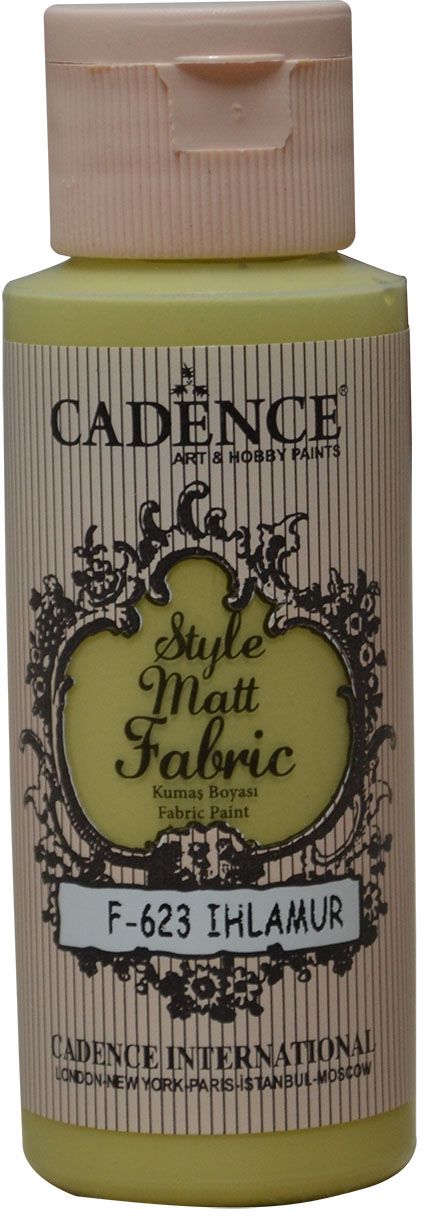 CADENCE®
ART & HOBBY PAINTS
Style
Matt
Fabric
Kumaş Boyası
Fabric Paint
F-623 IHLAMUR
CADENCE INTERNATIONAL
LONDON-NEW YORK-PARIS-İSTANBUL-MOSCOW